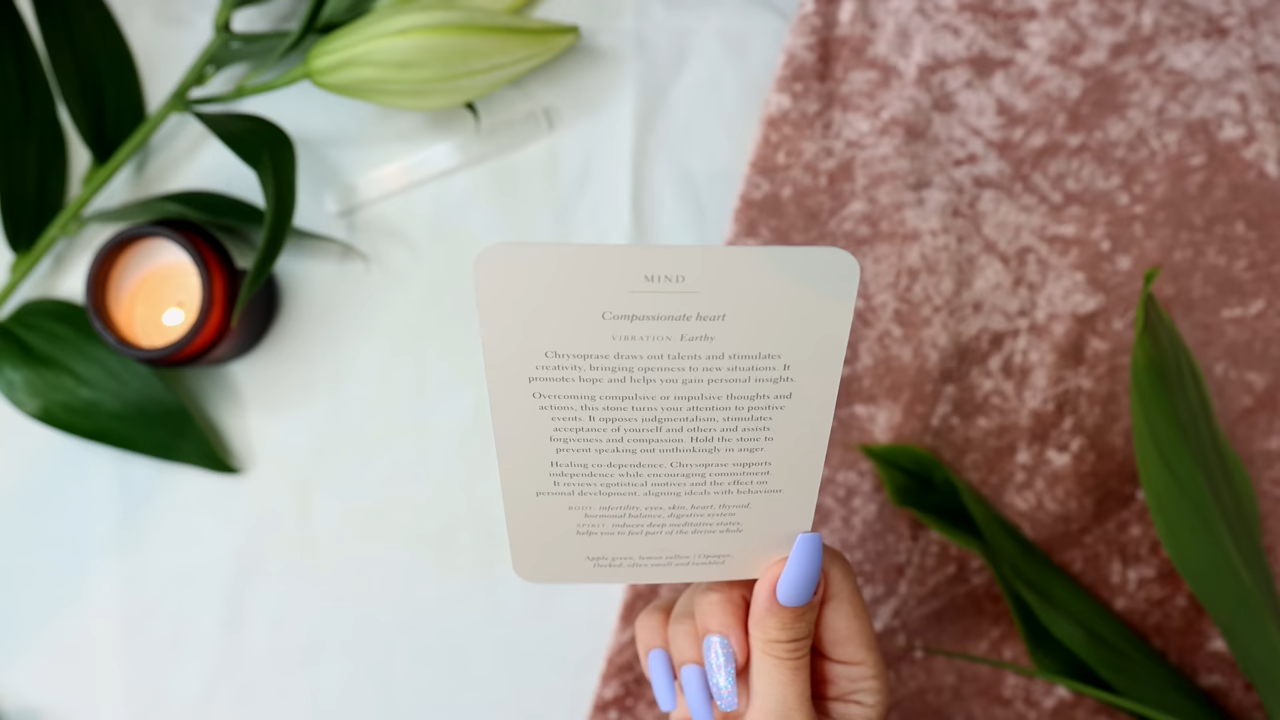 MIND
Compassionate heart
VIBRATION: Earthy
Chrysoprase draws out talents and stimulates
creativity, bringing openness to new situations. It
promotes hope and helps you gain personal insights.
Overcoming compulsive or impulsive thoughts and
actions, this stone turns your attention to positive
events. It opposes judgmentalism, stimulates
acceptance of yourself and others and assists
forgiveness and compassion. Hold the stone to
prevent speaking out unthinkingly in anger.
Healing co-dependence, Chrysoprase supports
independence while encouraging commitment.
It reviews egotistical motives and the effect on
personal development, aligning ideals with behaviour.
BODY: infertility, eyes, skin, heart, thyroid,
hormonal balance, digestive system
SPIRIT: induces deep meditative states,
helps you to feel part of the divine whole
Apple green, lemon yellow | Opaque,
flecked; often small and tumbled